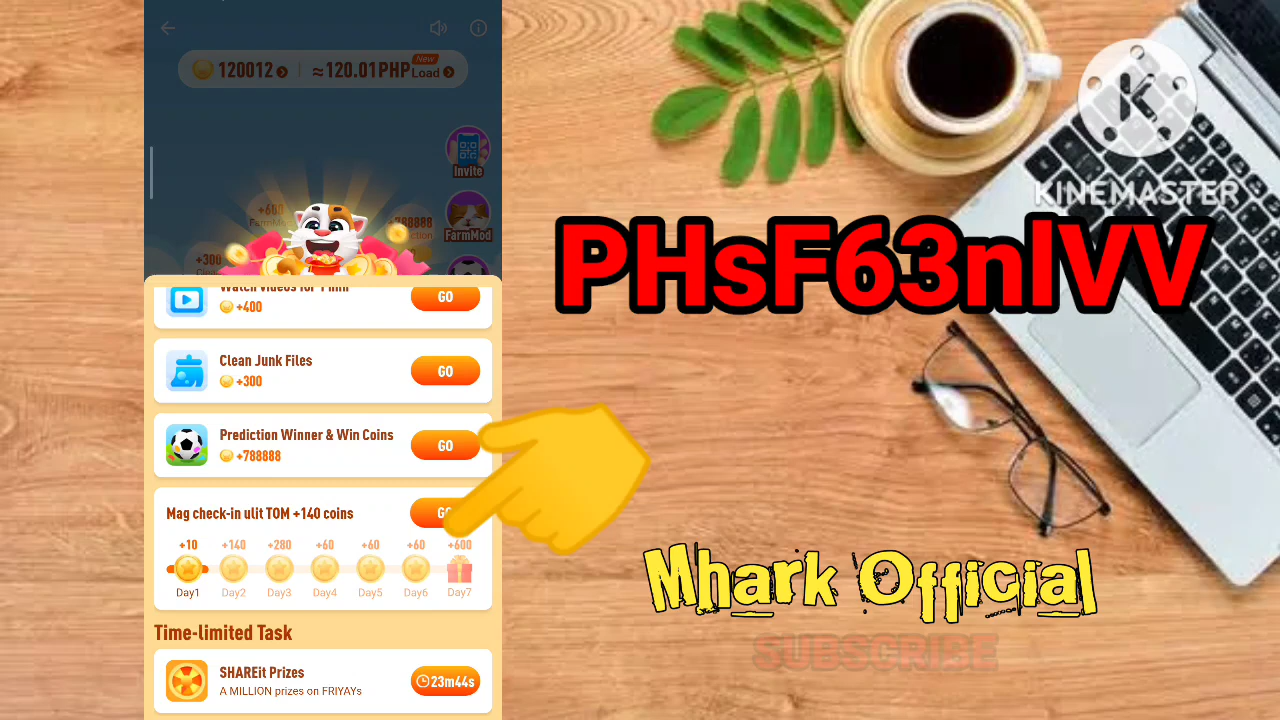 120012 | ≈120.01PHP
New
Load
Invite
+600
788888
FarmMod
+300
Watch Videos for 1 min
+400
GO
Clean Junk Files
+300
GO
Prediction Winner & Win Coins
+788888
GO
Mag check-in ulit TOM +140 coins
+10 +140 +280 +60 +60 +60 +600
Day1 Day2 Day3 Day4 Day5 Day6 Day7
Time-limited Task
SHAREit Prizes
A MILLION prizes on FRIYAYs
23m44s
KINEMASTER
PHsF63nlVV
Mhark Official
SUBSCRIBE